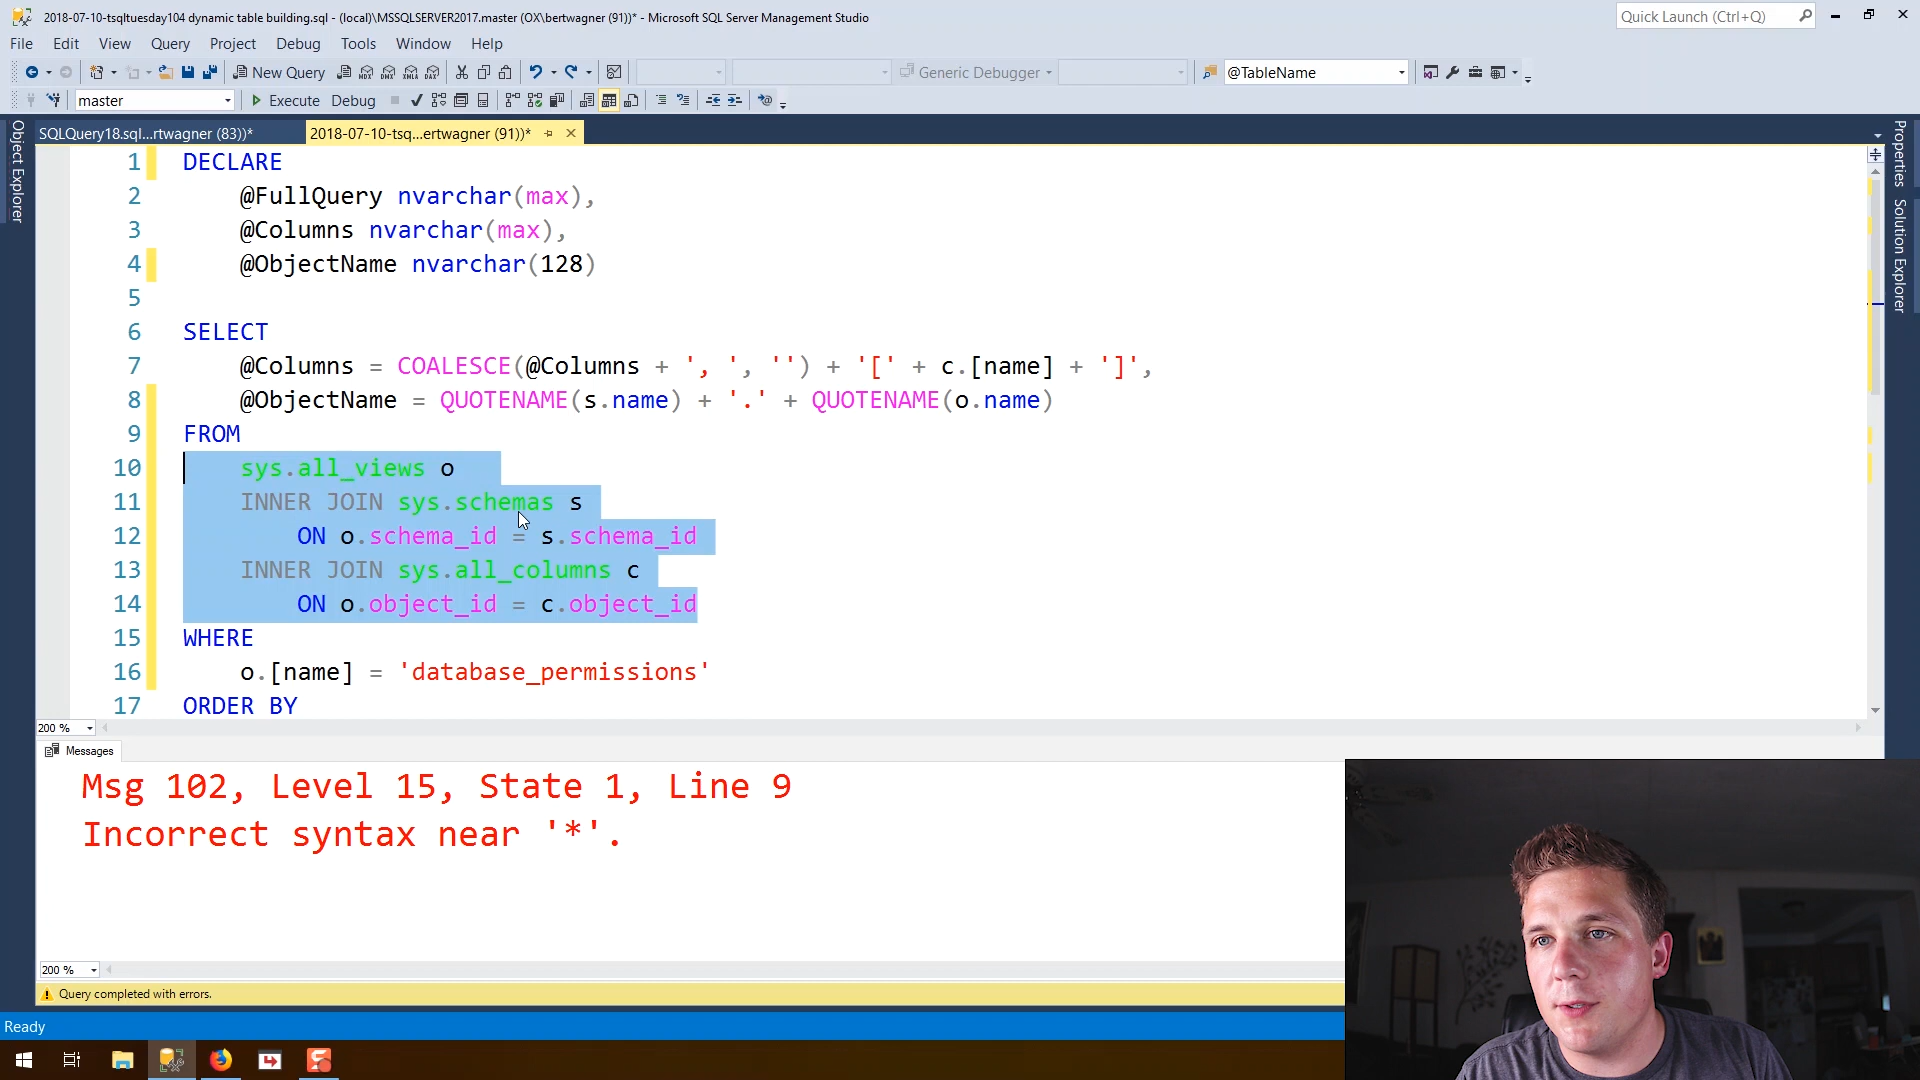 2018-07-10-tsqltuesday104 dynamic table building.sql - (local)\MSSQLSERVER2017.master (OX\bertwagner (91))* - Microsoft SQL Server Management Studio
Quick Launch (Ctrl+Q)
File Edit View Query Project Debug Tools Window Help
New Query MDX DMX XMLA DAX Generic Debugger @TableName
master Execute Debug
SQLQuery18.sql...rtwagner (83))* 2018-07-10-tsq...ertwagner (91))*
Object Explorer
Properties
Solution Explorer
1 DECLARE
2 @FullQuery nvarchar(max),
3 @Columns nvarchar(max),
4 @ObjectName nvarchar(128)
5
6 SELECT
7 @Columns = COALESCE(@Columns + ', ', '') + '[' + c.[name] + ']',
8 @ObjectName = QUOTENAME(s.name) + '.' + QUOTENAME(o.name)
9 FROM
10 sys.all_views o
11 INNER JOIN sys.schemas s
12 ON o.schema_id = s.schema_id
13 INNER JOIN sys.all_columns c
14 ON o.object_id = c.object_id
15 WHERE
16 o.[name] = 'database_permissions'
17 ORDER BY
200 %
Messages
Msg 102, Level 15, State 1, Line 9
Incorrect syntax near '*'.
200 %
Query completed with errors.
Ready